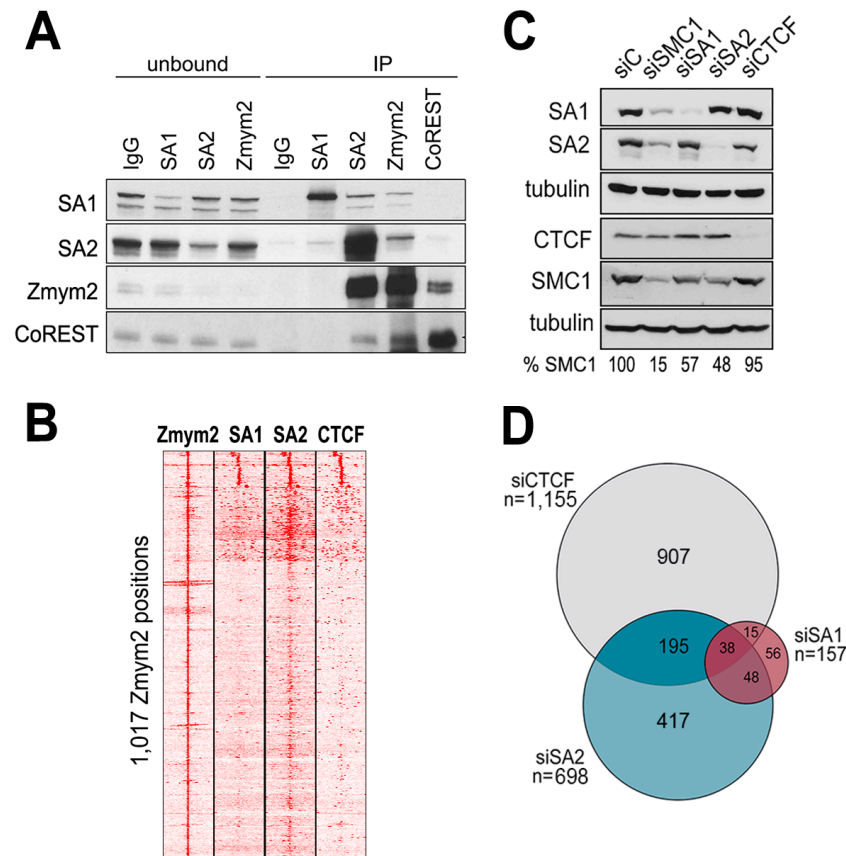 A
unbound IP
IgG SA1 SA2 Zmym2 IgG SA1 SA2 Zmym2 CoREST
SA1
SA2
Zmym2
CoREST
C
siC siSMC1 siSA1 siSA2 siCTCF
SA1
SA2
tubulin
CTCF
SMC1
tubulin
% SMC1 100 15 57 48 95
B
Zmym2 SA1 SA2 CTCF
1,017 Zmym2 positions
D
siCTCF
n=1,155
907
195
38
15
56
48
siSA1
n=157
417
siSA2
n=698